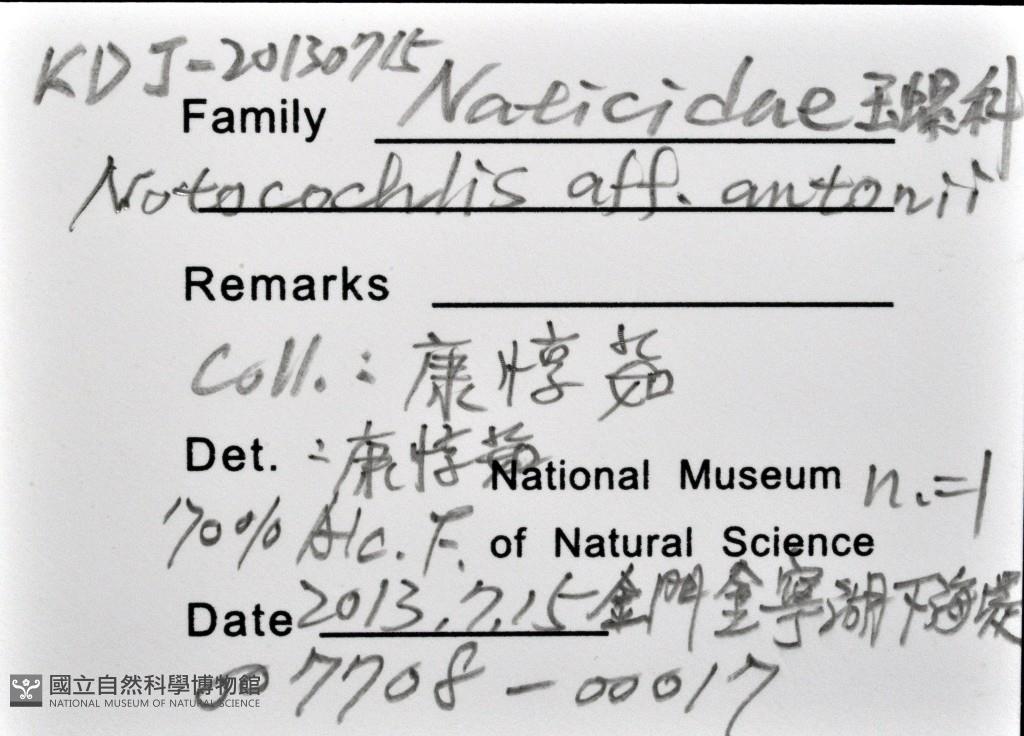 KDJ-20130715
Family Naticidae 玉螺科
Notocochlis aff. antonii
Remarks
Coll.: 康惇茹
Det.: 康惇茹 National Museum n.=1
70% Alc. F. of Natural Science
Date 2013.7.15 金門金寧湖下海堤
007708-00017
國立自然科學博物館
NATIONAL MUSEUM OF NATURAL SCIENCE